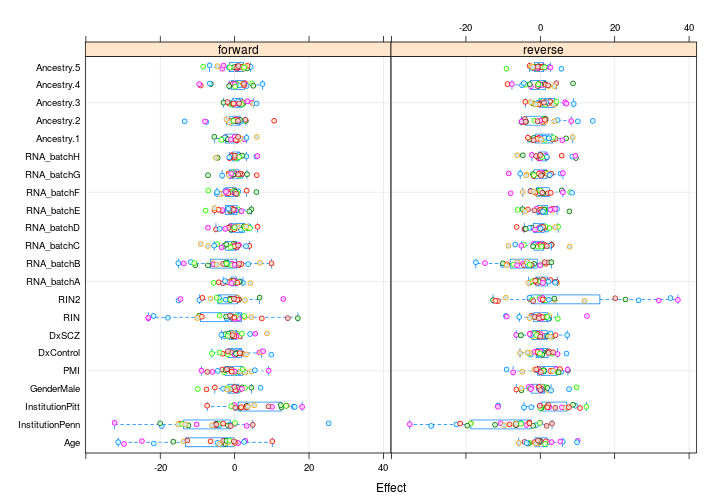 -20 0 20 40
forward reverse
Ancestry.5
Ancestry.4
Ancestry.3
Ancestry.2
Ancestry.1
RNA_batchH
RNA_batchG
RNA_batchF
RNA_batchE
RNA_batchD
RNA_batchC
RNA_batchB
RNA_batchA
RIN2
RIN
DxSCZ
DxControl
PMI
GenderMale
InstitutionPitt
InstitutionPenn
Age
-20 0 20 40
Effect